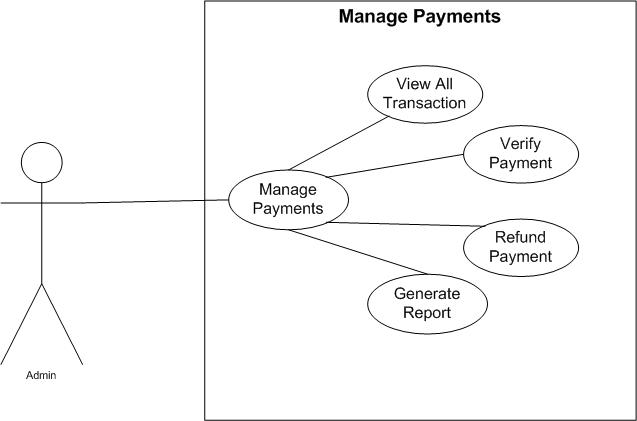 Manage Payments
View All
Transaction
Verify
Payment
Manage
Payments
Refund
Payment
Generate
Report
Admin